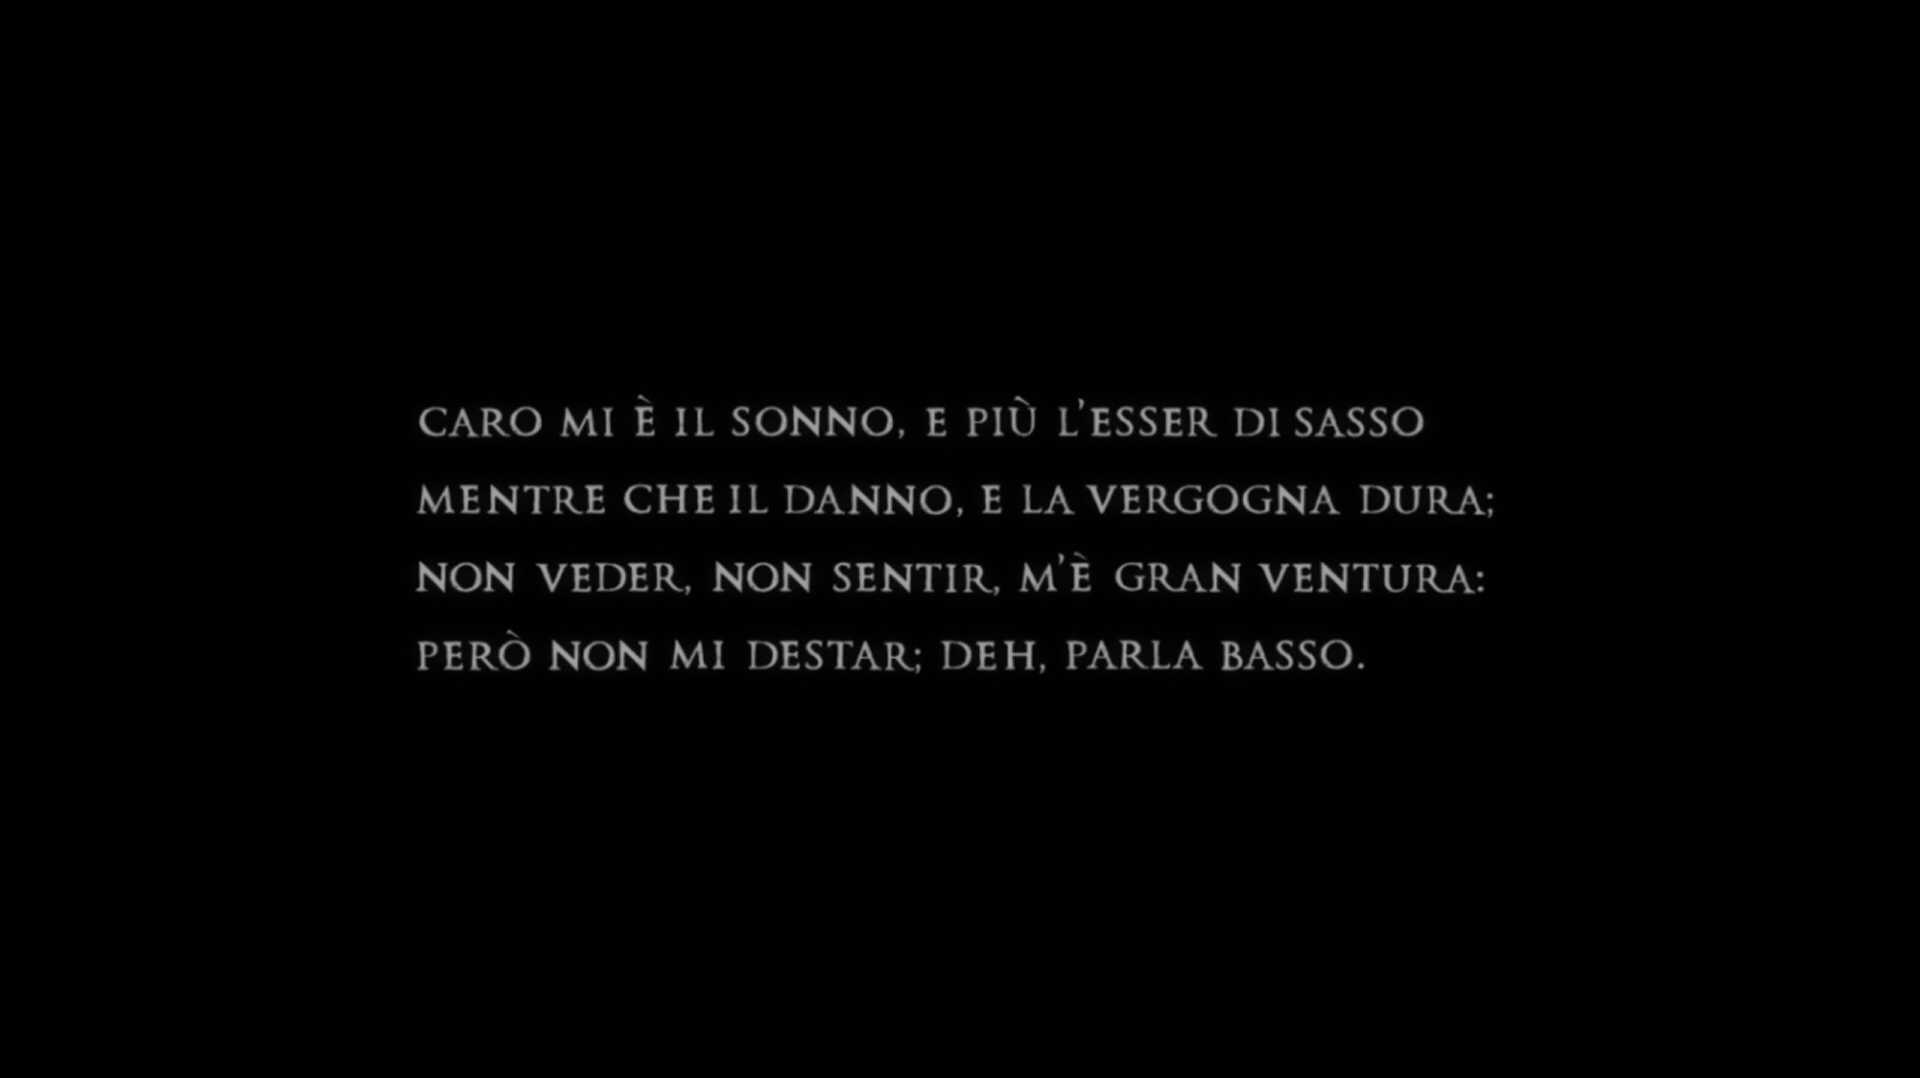 CARO MI È IL SONNO, E PIÙ L'ESSER DI SASSO
MENTRE CHE IL DANNO, E LA VERGOGNA DURA;
NON VEDER, NON SENTIR, M'È GRAN VENTURA:
PERÒ NON MI DESTAR; DEH, PARLA BASSO.